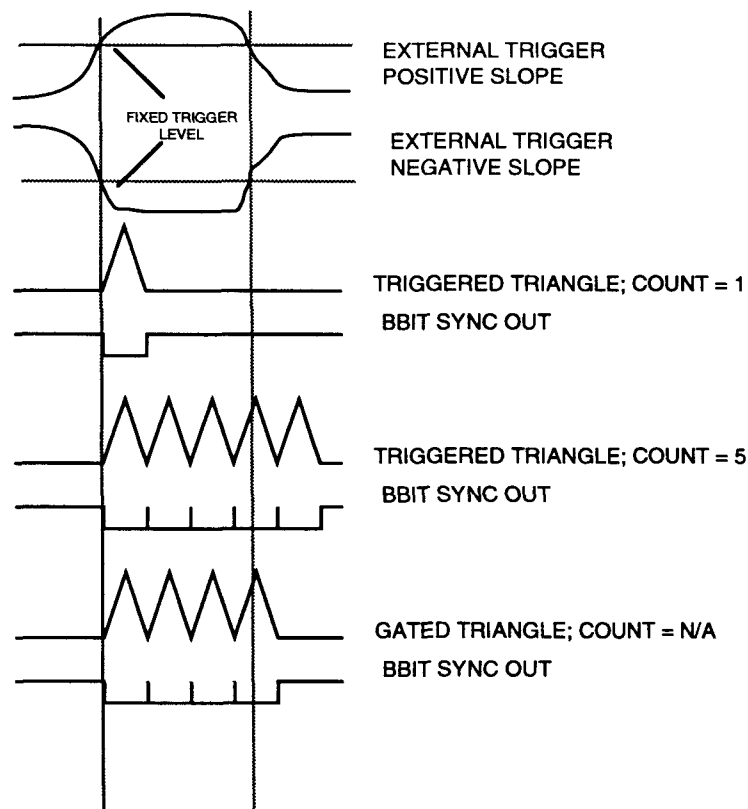 EXTERNAL TRIGGER
POSITIVE SLOPE
FIXED TRIGGER
LEVEL
EXTERNAL TRIGGER
NEGATIVE SLOPE
TRIGGERED TRIANGLE; COUNT = 1
BBIT SYNC OUT
TRIGGERED TRIANGLE; COUNT = 5
BBIT SYNC OUT
GATED TRIANGLE; COUNT = N/A
BBIT SYNC OUT